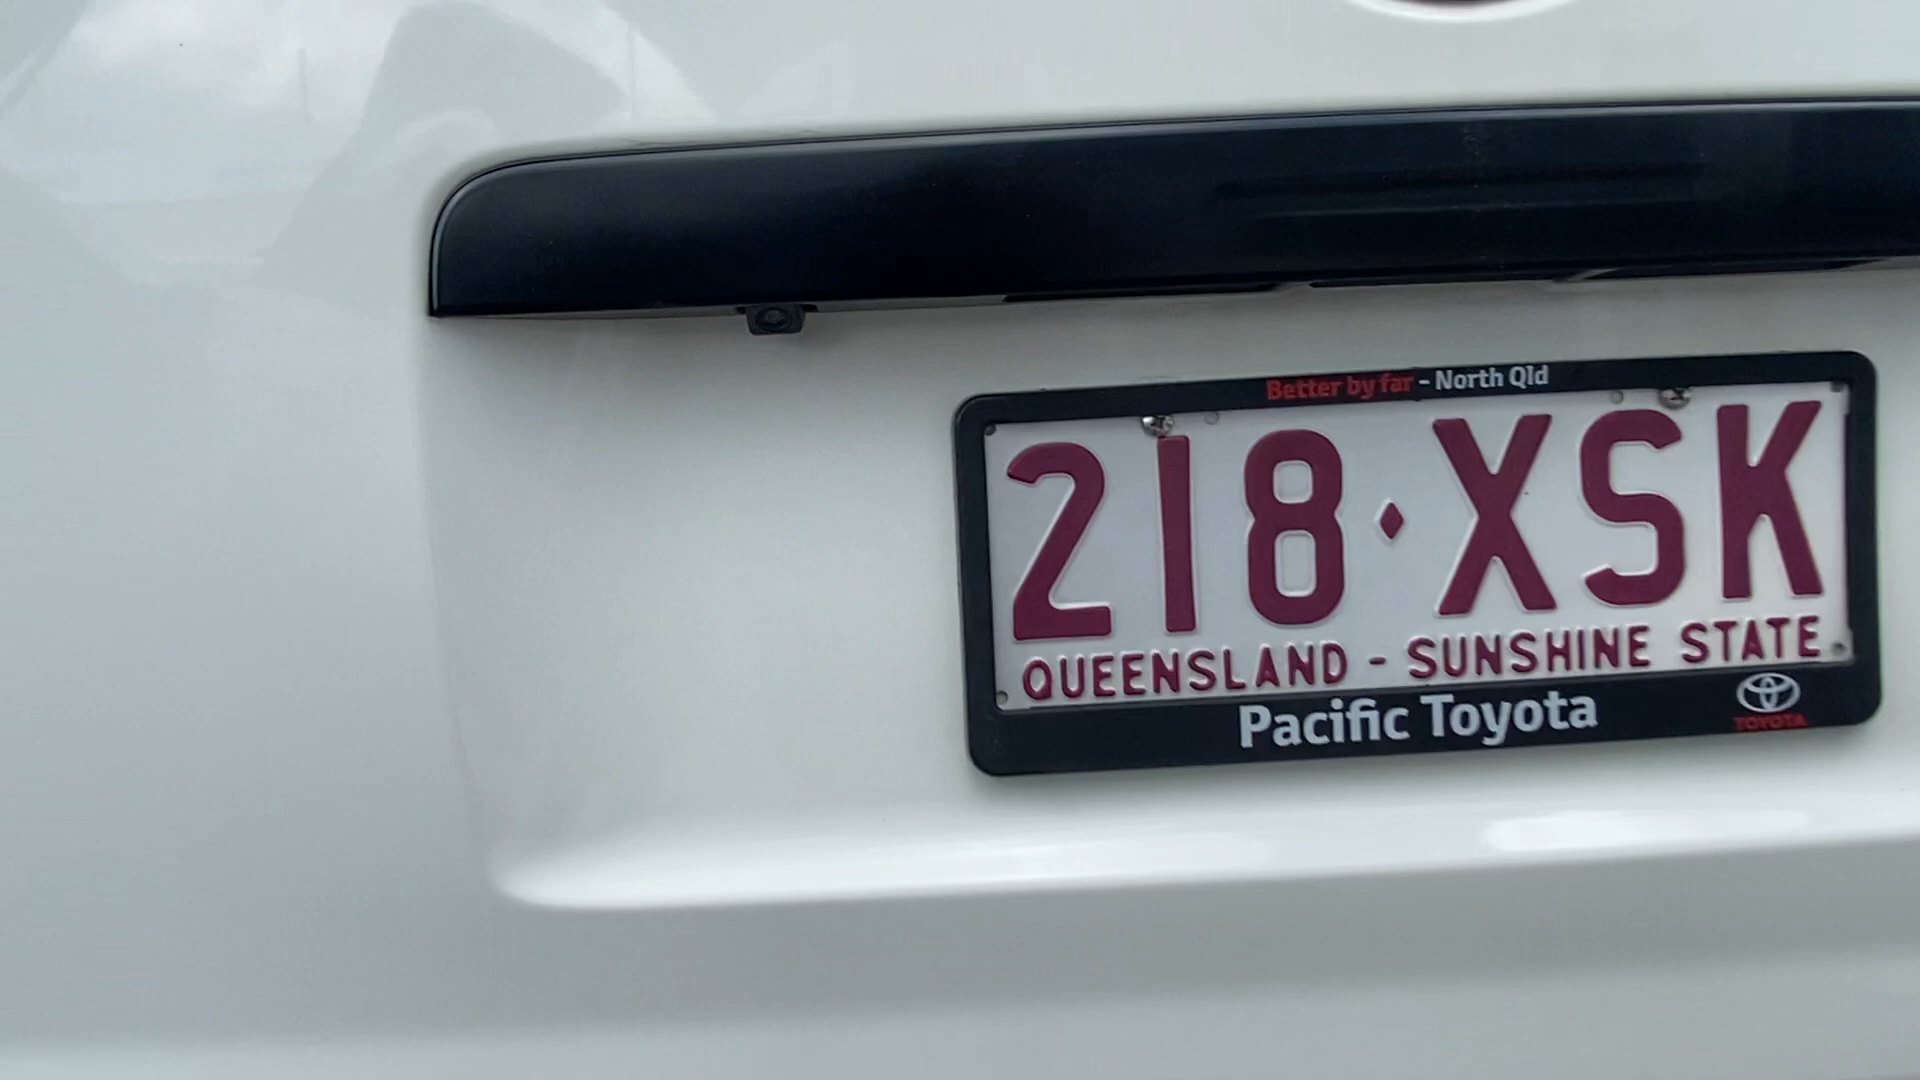 Better by far - North Qld
218·XSK
QUEENSLAND - SUNSHINE STATE
Pacific Toyota
TOYOTA